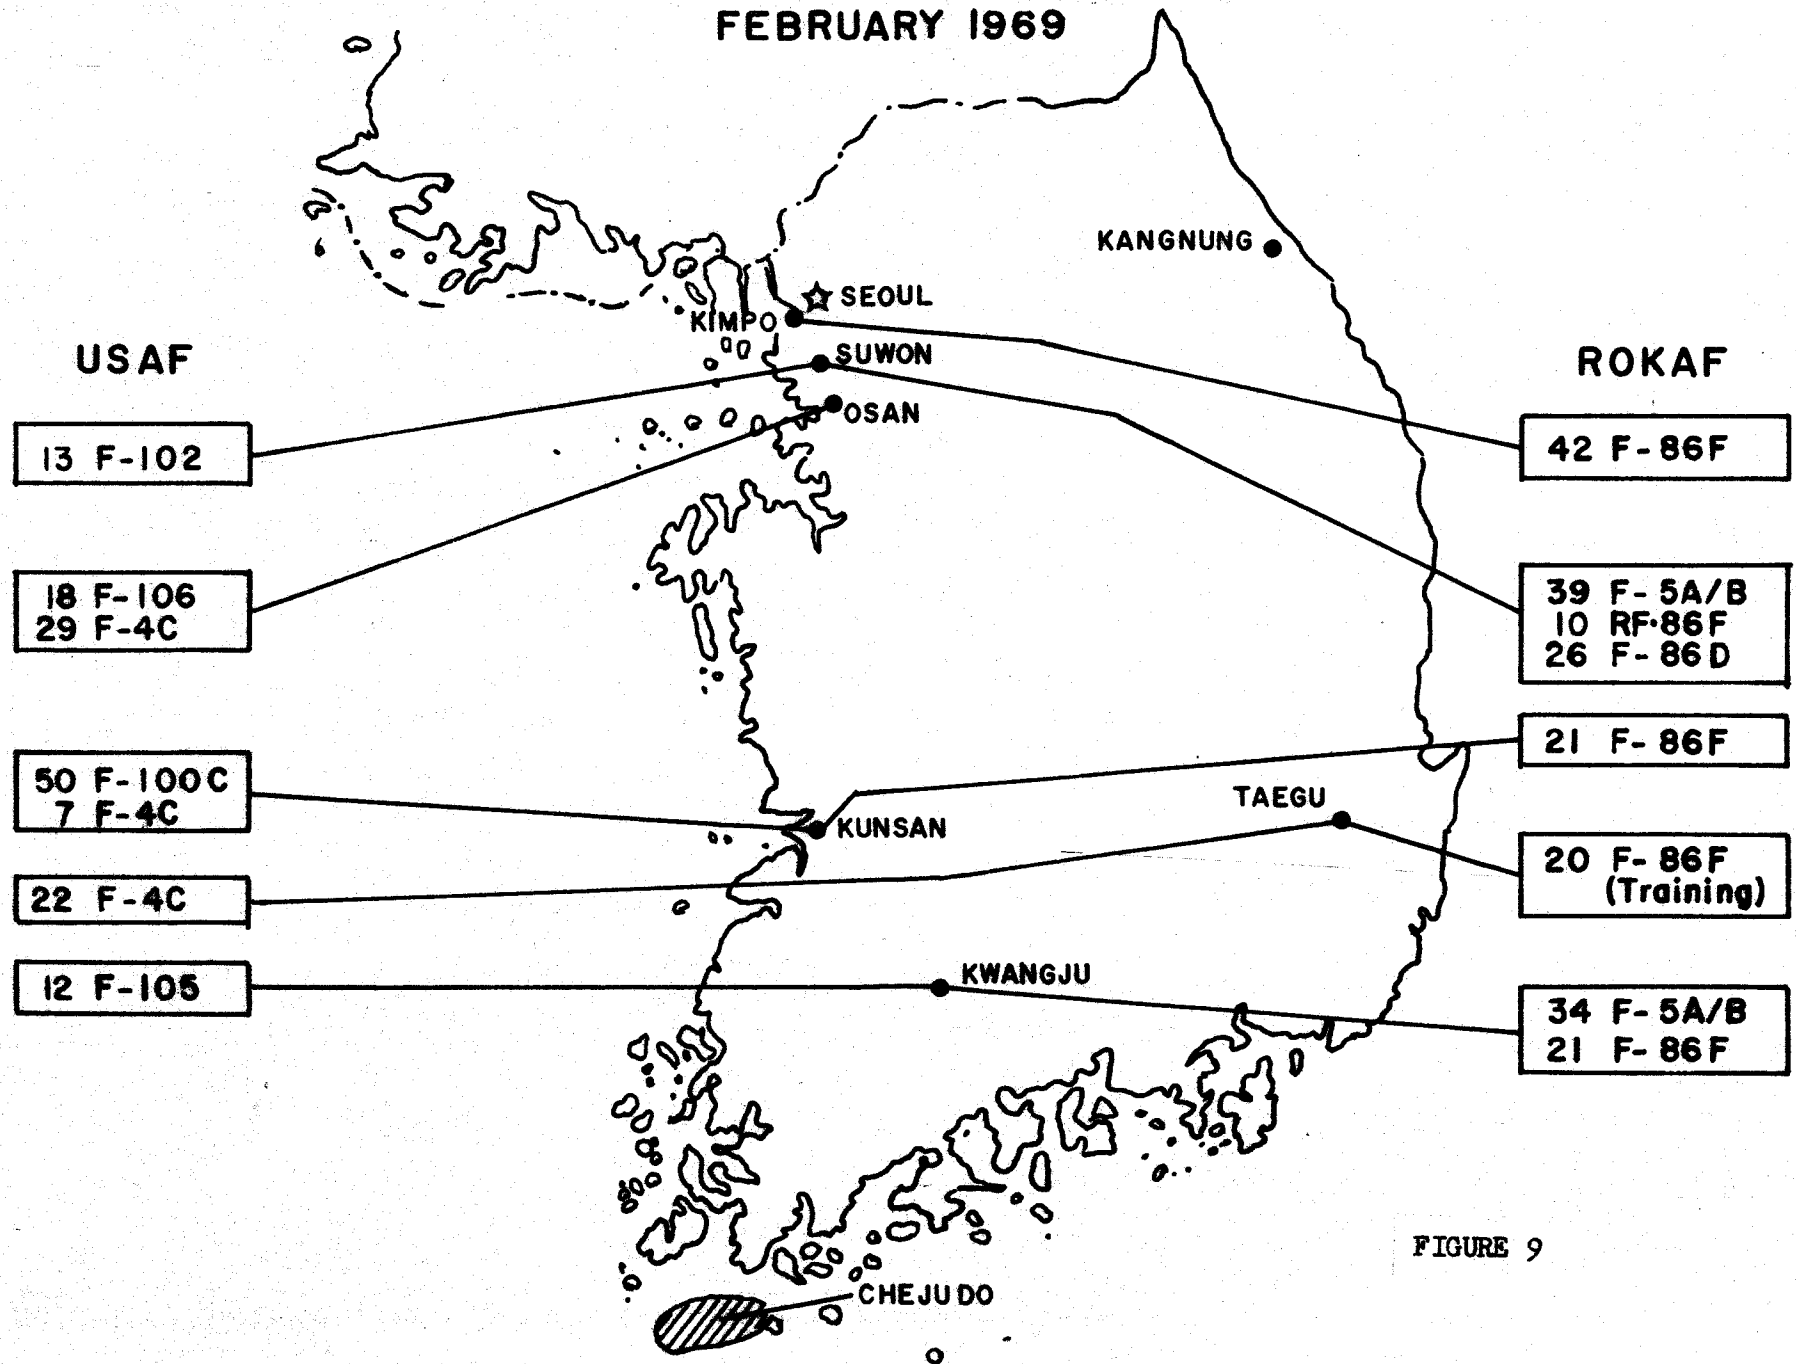 FEBRUARY 1969
KANGNUNG
SEOUL
KIMPO
SUWON
OSAN
USAF
ROKAF
13 F-102
42 F-86F
18 F-106
29 F-4C
39 F-5A/B
10 RF-86F
26 F-86D
50 F-100C
7 F-4C
21 F-86F
KUNSAN
TAEGU
22 F-4C
20 F-86F
(Training)
12 F-105
KWANGJU
34 F-5A/B
21 F-86F
FIGURE 9
CHEJU DO